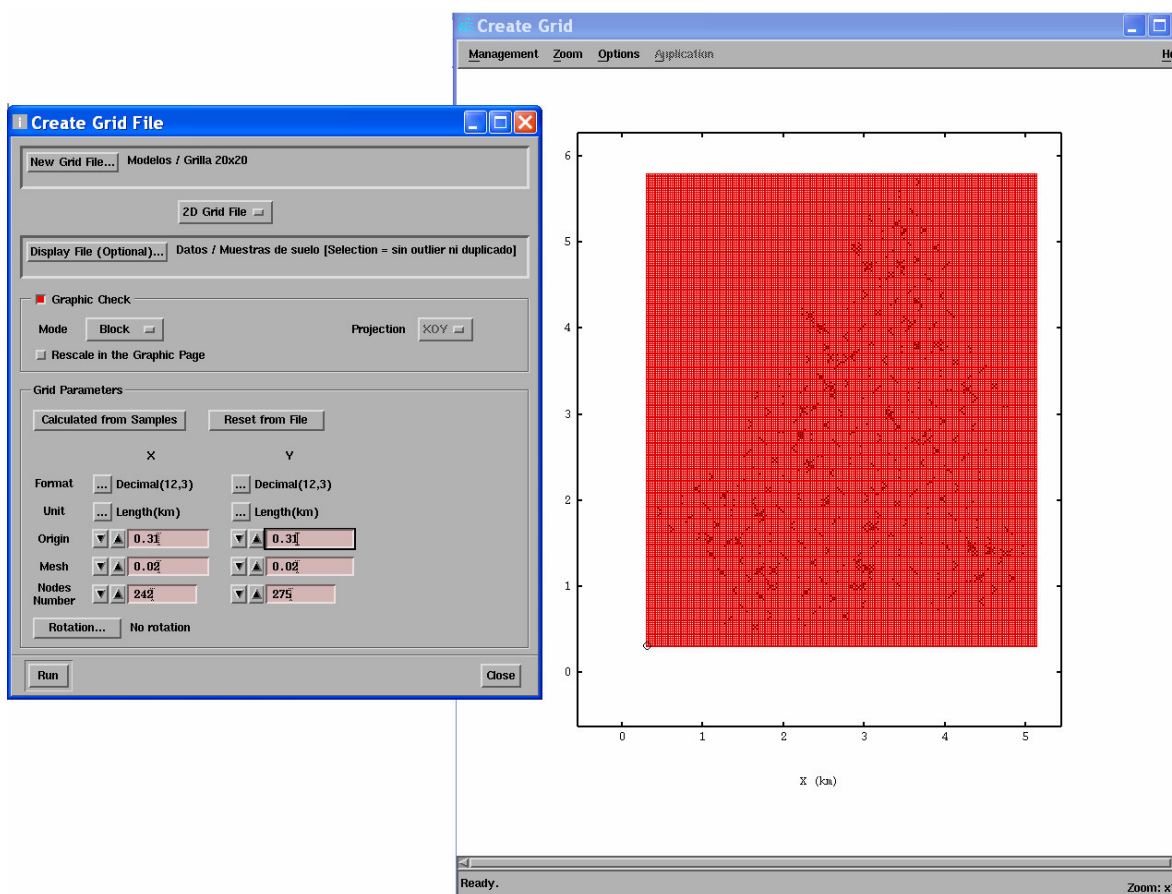 Create Grid
Management Zoom Options Application He
Create Grid File
New Grid File... Modelos / Grilla 20x20
2D Grid File
Display File (Optional)... Datos / Muestras de suelo [Selection = sin outlier ni duplicado]
Graphic Check
Mode Block Projection XOY
Rescale in the Graphic Page
Grid Parameters
Calculated from Samples Reset from File
X Y
Format ... Decimal(12,3) ... Decimal(12,3)
Unit ... Length(km) ... Length(km)
Origin 0.31 0.31
Mesh 0.02 0.02
Nodes Number 242 275
Rotation... No rotation
Run Close
6
5
4
3
2
1
0
0 1 2 3 4 5
X (km)
Ready.
Zoom: x